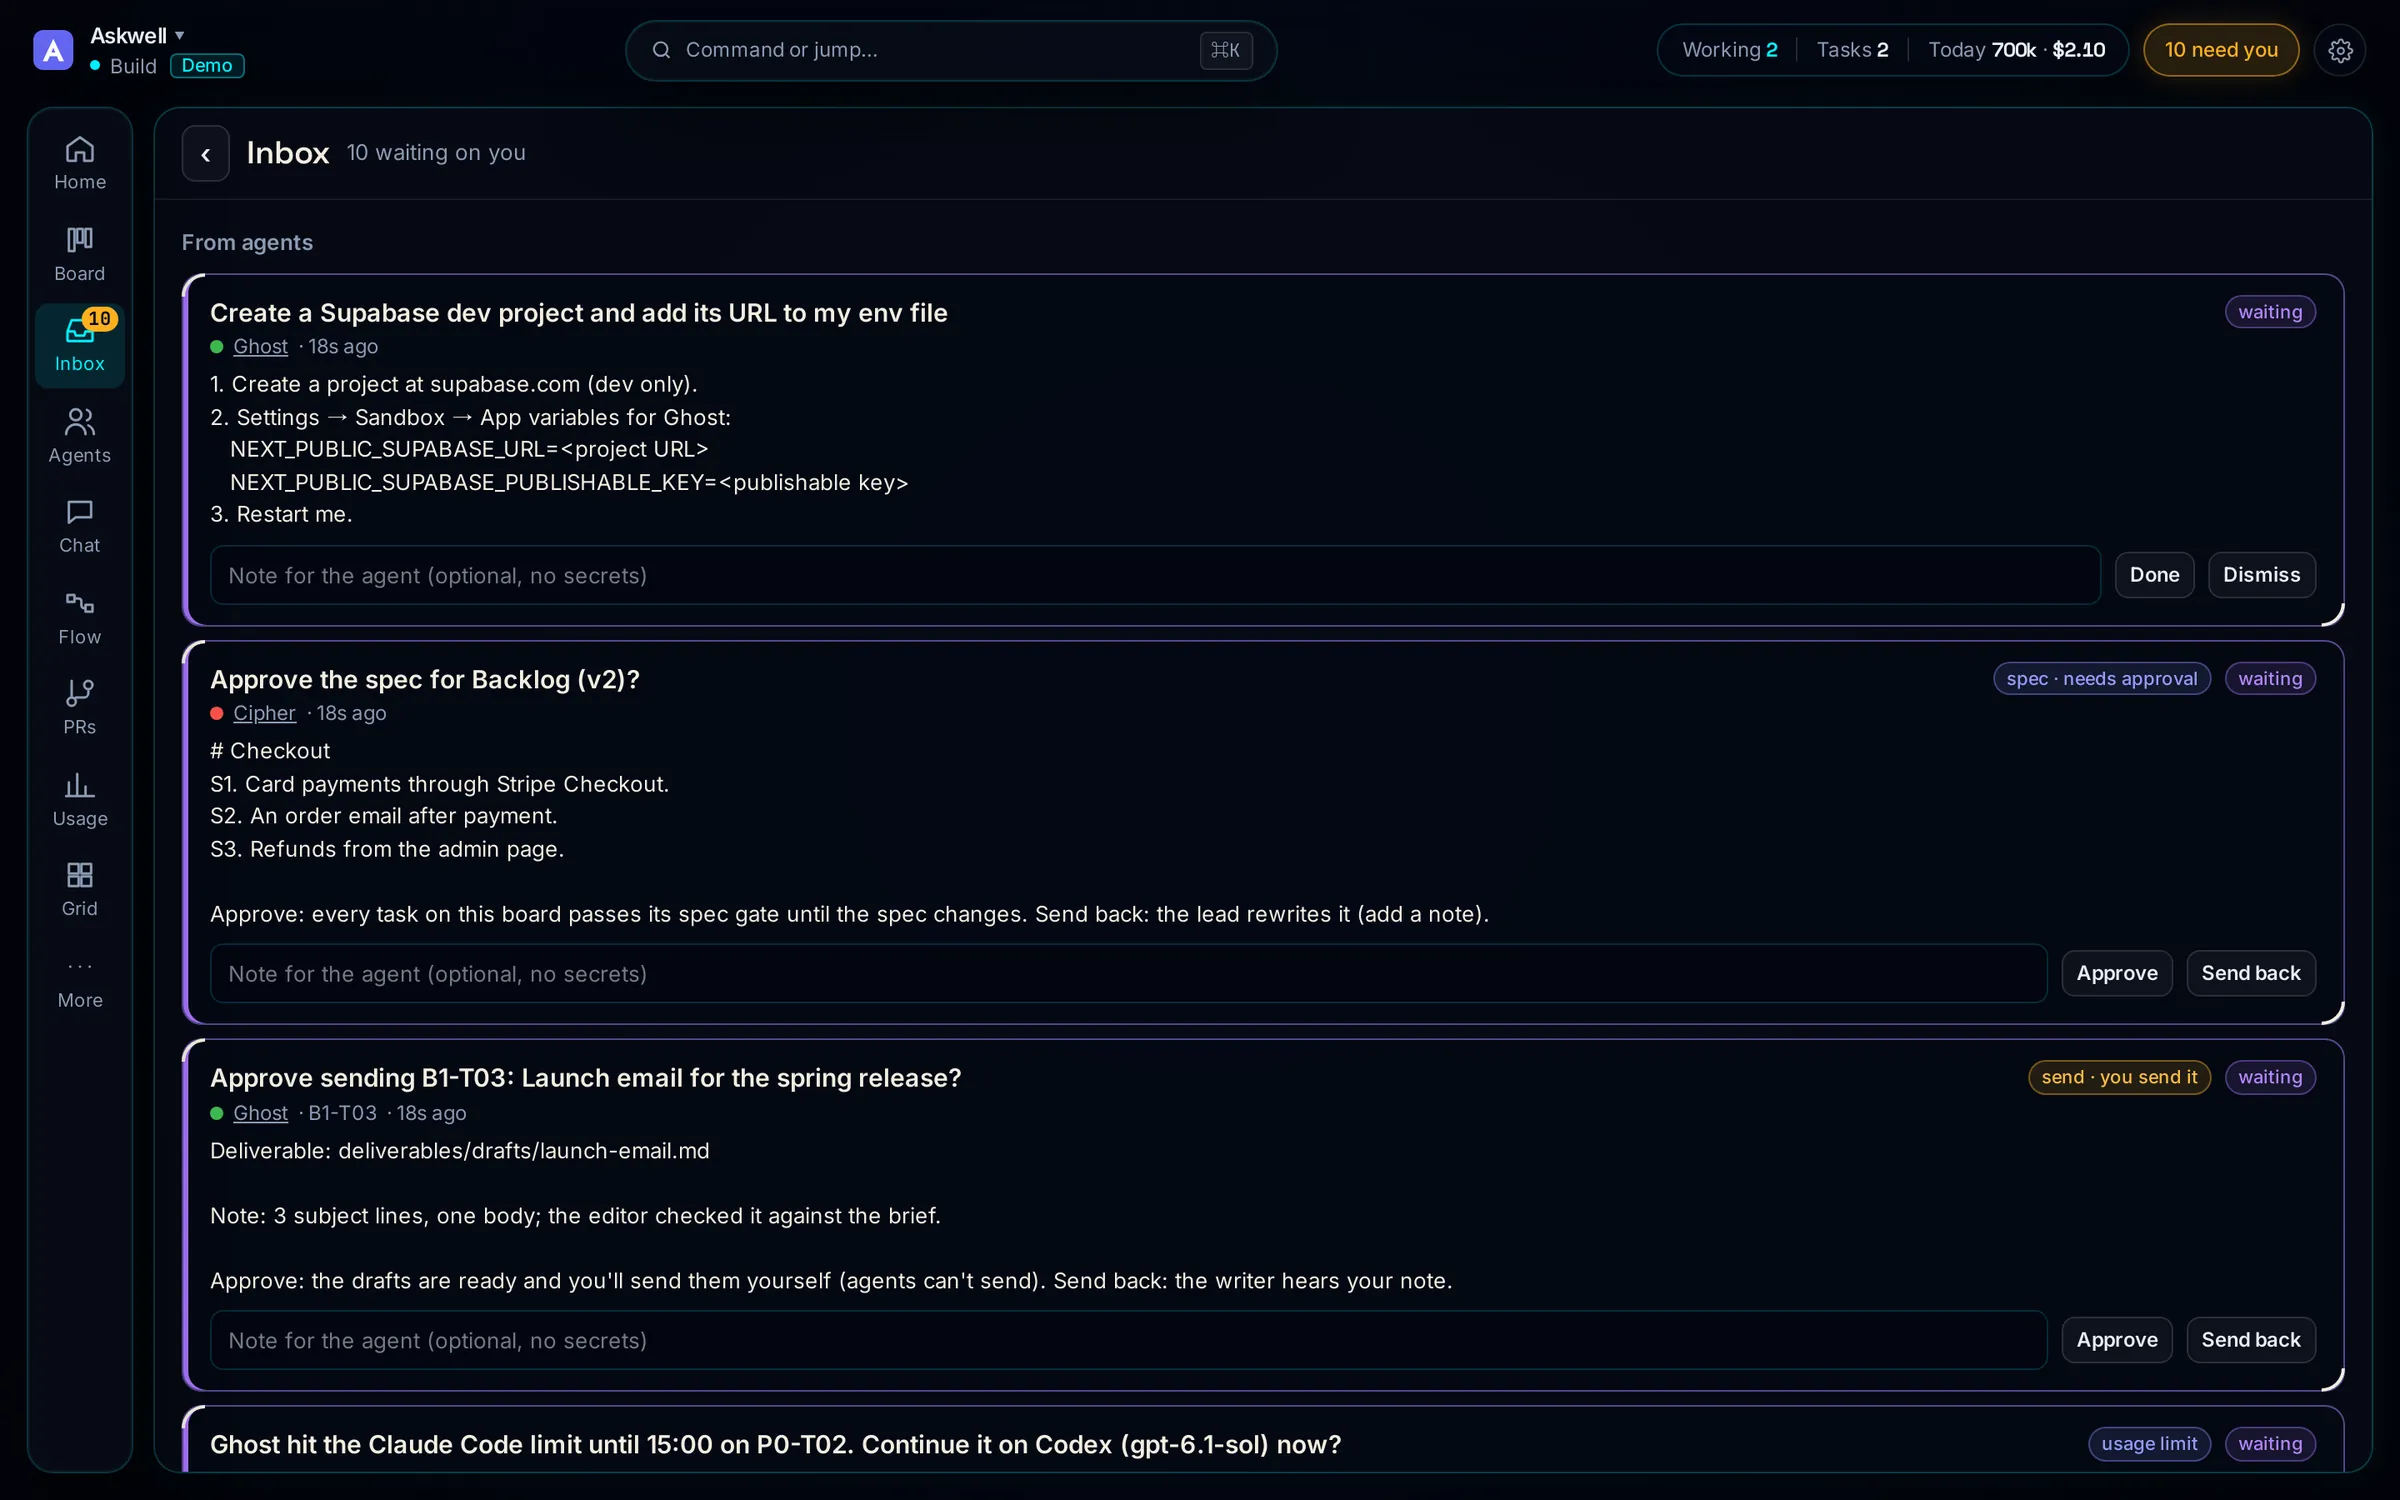 A
Askwell ▾
Build Demo
Command or jump... ⌘K
Working 2 Tasks 2 Today 700k · $2.10
10 need you
Home
Board
10
Inbox
Agents
Chat
Flow
PRs
Usage
Grid
...
More
‹ Inbox 10 waiting on you
From agents
Create a Supabase dev project and add its URL to my env file
waiting
Ghost · 18s ago
1. Create a project at supabase.com (dev only).
2. Settings → Sandbox → App variables for Ghost:
NEXT_PUBLIC_SUPABASE_URL=<project URL>
NEXT_PUBLIC_SUPABASE_PUBLISHABLE_KEY=<publishable key>
3. Restart me.
Note for the agent (optional, no secrets)
Done Dismiss
Approve the spec for Backlog (v2)?
spec · needs approval waiting
Cipher · 18s ago
# Checkout
S1. Card payments through Stripe Checkout.
S2. An order email after payment.
S3. Refunds from the admin page.
Approve: every task on this board passes its spec gate until the spec changes. Send back: the lead rewrites it (add a note).
Note for the agent (optional, no secrets)
Approve Send back
Approve sending B1-T03: Launch email for the spring release?
send · you send it waiting
Ghost · B1-T03 · 18s ago
Deliverable: deliverables/drafts/launch-email.md
Note: 3 subject lines, one body; the editor checked it against the brief.
Approve: the drafts are ready and you'll send them yourself (agents can't send). Send back: the writer hears your note.
Note for the agent (optional, no secrets)
Approve Send back
Ghost hit the Claude Code limit until 15:00 on P0-T02. Continue it on Codex (gpt-6.1-sol) now?
usage limit waiting